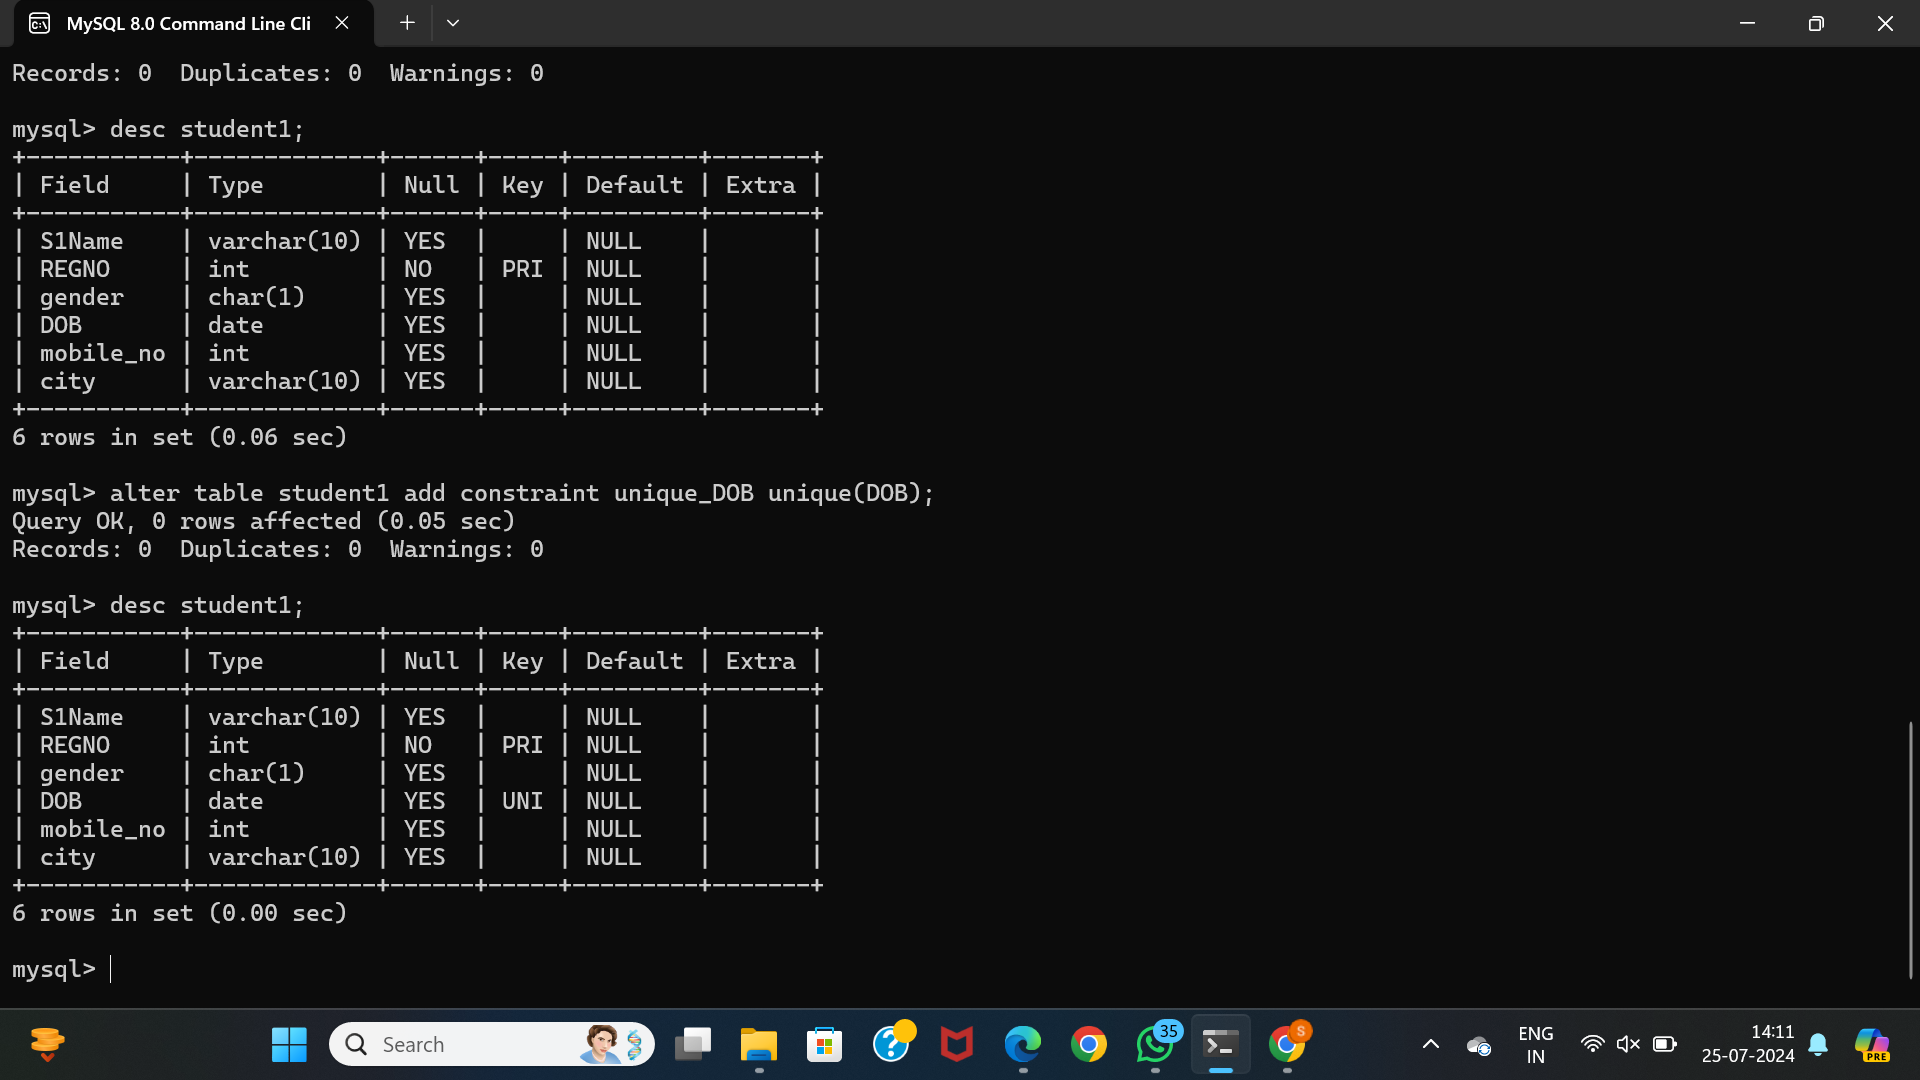 MySQL 8.0 Command Line Cli
Records: 0  Duplicates: 0  Warnings: 0
mysql> desc student1;
+-----------+-------------+------+-----+---------+-------+
| Field     | Type        | Null | Key | Default | Extra |
+-----------+-------------+------+-----+---------+-------+
| S1Name    | varchar(10) | YES  |     | NULL    |       |
| REGNO     | int         | NO   | PRI | NULL    |       |
| gender    | char(1)     | YES  |     | NULL    |       |
| DOB       | date        | YES  |     | NULL    |       |
| mobile_no | int         | YES  |     | NULL    |       |
| city      | varchar(10) | YES  |     | NULL    |       |
+-----------+-------------+------+-----+---------+-------+
6 rows in set (0.06 sec)
mysql> alter table student1 add constraint unique_DOB unique(DOB);
Query OK, 0 rows affected (0.05 sec)
Records: 0  Duplicates: 0  Warnings: 0
mysql> desc student1;
+-----------+-------------+------+-----+---------+-------+
| Field     | Type        | Null | Key | Default | Extra |
+-----------+-------------+------+-----+---------+-------+
| S1Name    | varchar(10) | YES  |     | NULL    |       |
| REGNO     | int         | NO   | PRI | NULL    |       |
| gender    | char(1)     | YES  |     | NULL    |       |
| DOB       | date        | YES  | UNI | NULL    |       |
| mobile_no | int         | YES  |     | NULL    |       |
| city      | varchar(10) | YES  |     | NULL    |       |
+-----------+-------------+------+-----+---------+-------+
6 rows in set (0.00 sec)
mysql>
Search
35
S
ENG
IN
14:11
25-07-2024
PRE